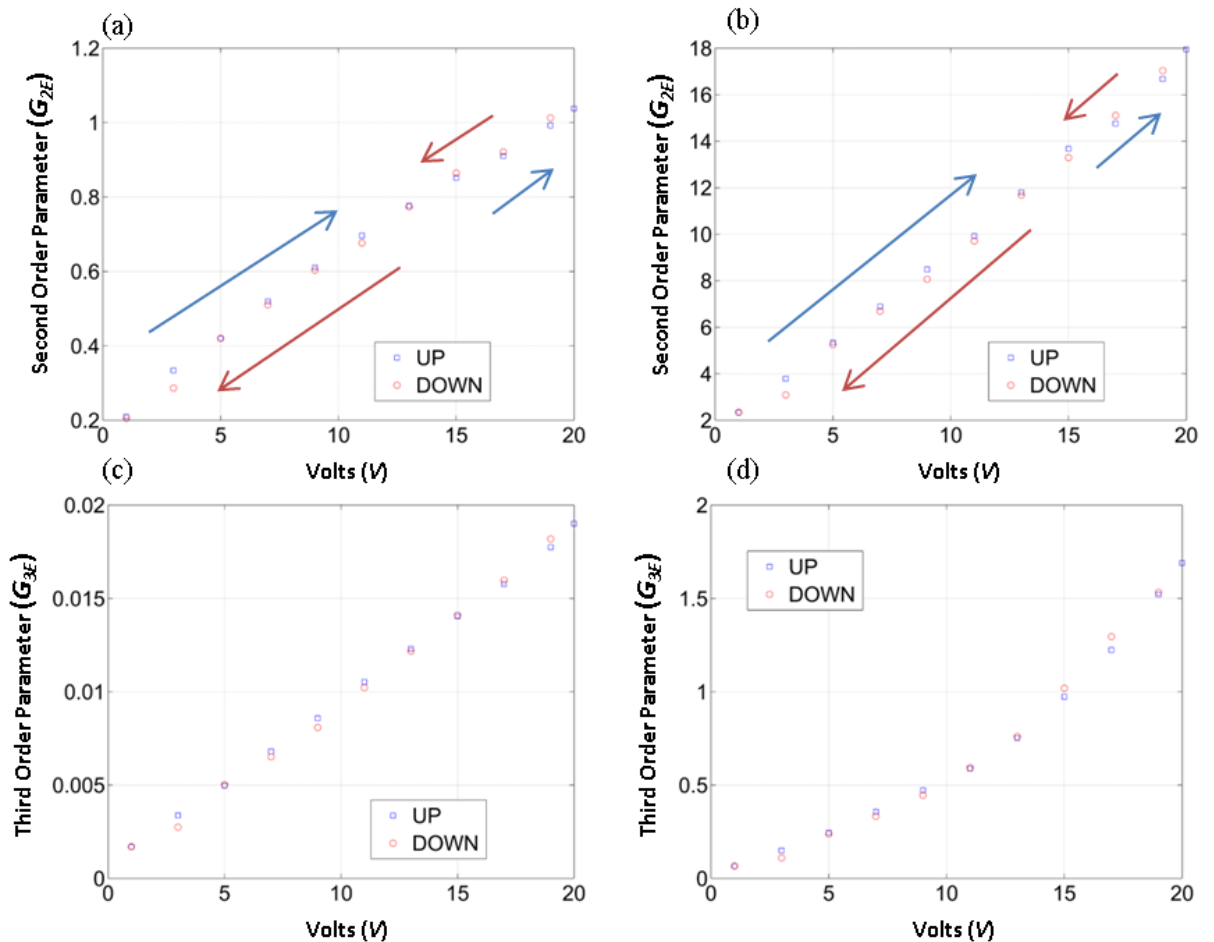 (a)
Second Order Parameter (G2E)
1.2
1
0.8
0.6
0.4
0.2
0
5
10
15
20
Volts (V)
UP
DOWN
(b)
Second Order Parameter (G2E)
18
16
14
12
10
8
6
4
2
0
5
10
15
20
Volts (V)
UP
DOWN
(c)
Third Order Parameter (G3E)
0.02
0.015
0.01
0.005
0
0
5
10
15
20
Volts (V)
UP
DOWN
(d)
Third Order Parameter (G3E)
2
1.5
1
0.5
0
0
5
10
15
20
Volts (V)
UP
DOWN